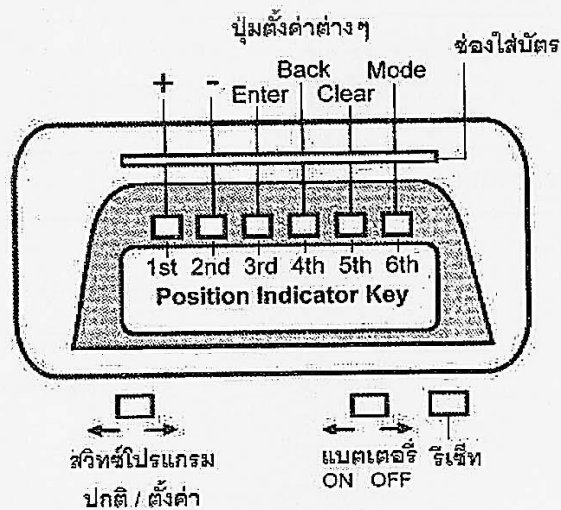 ปุ่มตั้งค่าต่างๆ
ช่องใส่บัตร
+ - Back Mode
Enter Clear
1st 2nd 3rd 4th 5th 6th
Position Indicator Key
สวิทซ์โปรแกรม
ปกติ / ตั้งค่า
แบตเตอรี่
ON OFF
รีเซ็ท